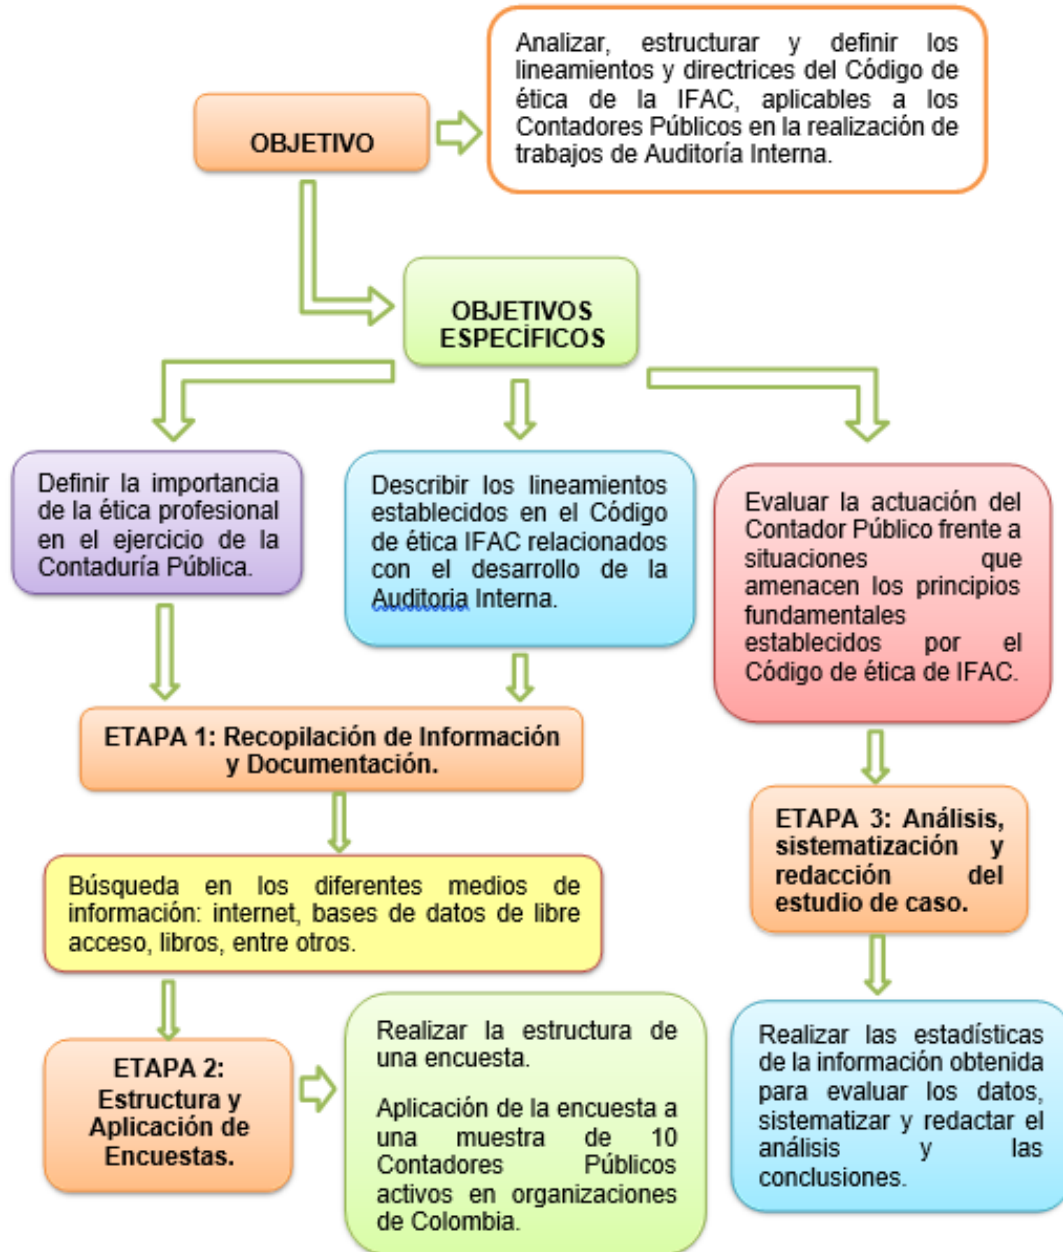 OBJETIVO
Analizar, estructurar y definir los
lineamientos y directrices del Código de
ética de la IFAC, aplicables a los
Contadores Públicos en la realización de
trabajos de Auditoría Interna.
OBJETIVOS
ESPECÍFICOS
Definir la importancia
de la ética profesional
en el ejercicio de la
Contaduría Pública.
Describir los lineamientos
establecidos en el Código
de ética IFAC relacionados
con el desarrollo de la
Auditoria Interna.
Evaluar la actuación del
Contador Público frente a
situaciones que
amenacen los principios
fundamentales
establecidos por el
Código de ética de IFAC.
ETAPA 1: Recopilación de Información
y Documentación.
Búsqueda en los diferentes medios de
información: internet, bases de datos de libre
acceso, libros, entre otros.
ETAPA 2:
Estructura y
Aplicación de
Encuestas.
Realizar la estructura de
una encuesta.
Aplicación de la encuesta a
una muestra de 10
Contadores Públicos
activos en organizaciones
de Colombia.
ETAPA 3: Análisis,
sistematización y
redacción del
estudio de caso.
Realizar las estadísticas
de la información obtenida
para evaluar los datos,
sistematizar y redactar el
análisis y las
conclusiones.